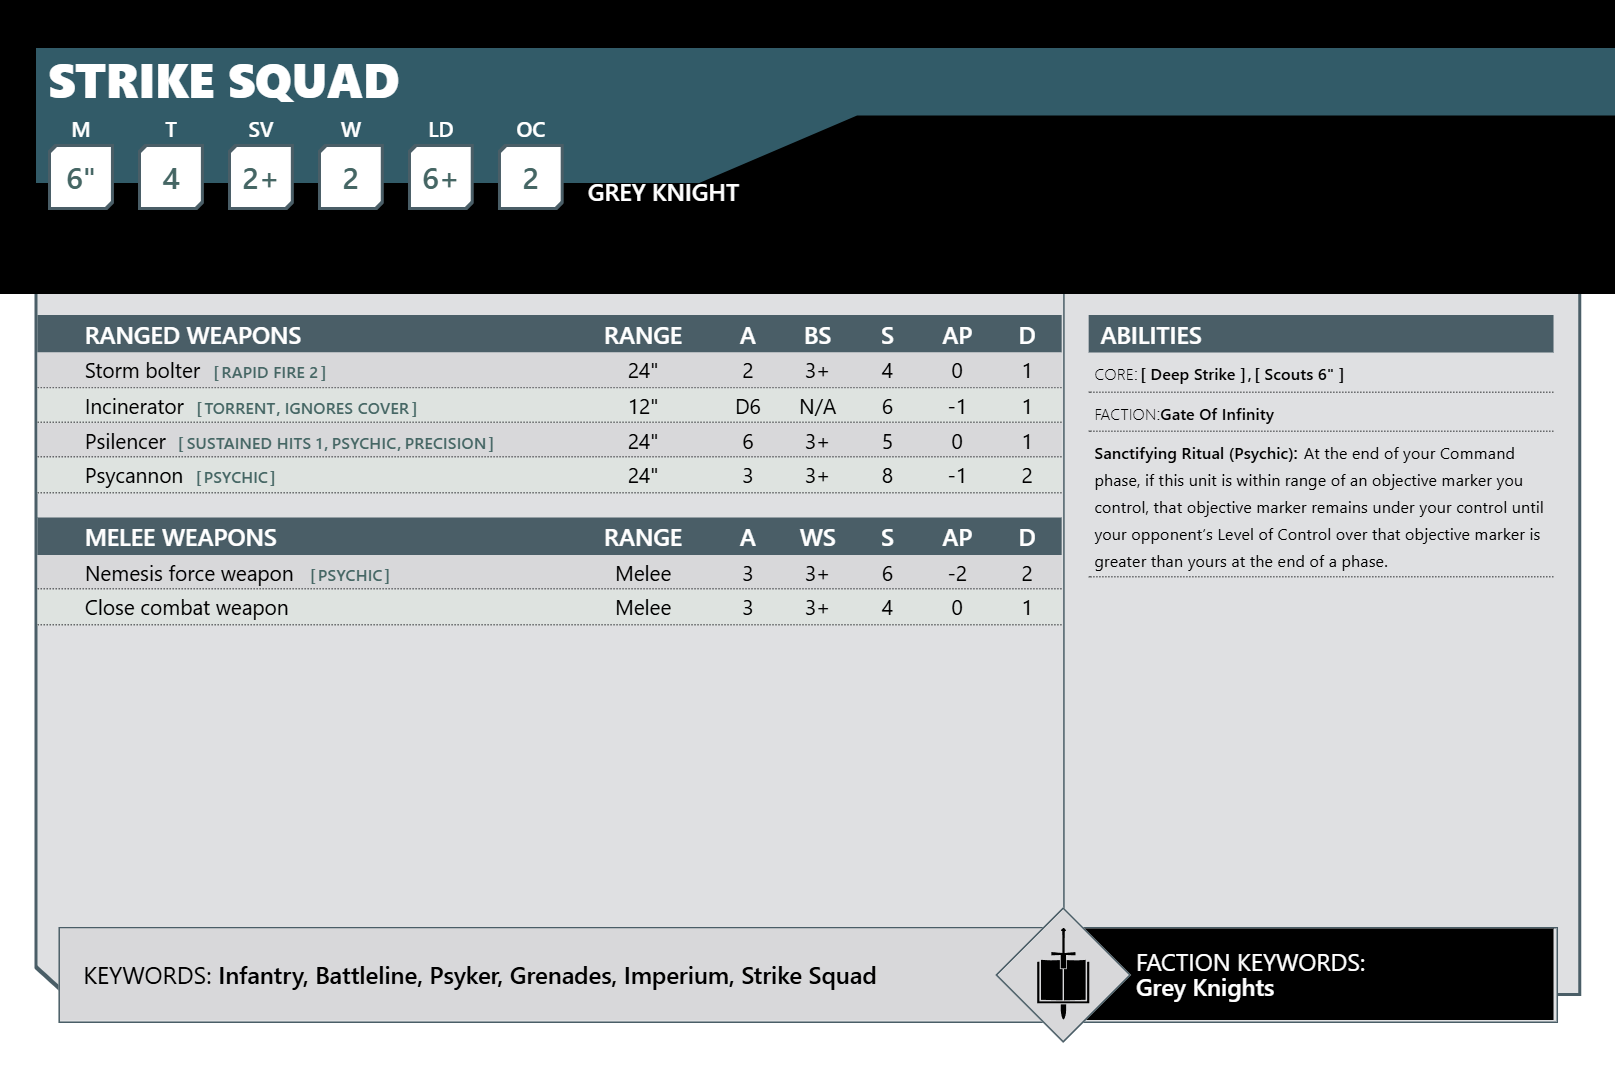 STRIKE SQUAD
M T SV W LD OC
6" 4 2+ 2 6+ 2
GREY KNIGHT
RANGED WEAPONS RANGE A BS S AP D
Storm bolter [RAPID FIRE 2] 24" 2 3+ 4 0 1
Incinerator [TORRENT, IGNORES COVER] 12" D6 N/A 6 -1 1
Psilencer [SUSTAINED HITS 1, PSYCHIC, PRECISION] 24" 6 3+ 5 0 1
Psycannon [PSYCHIC] 24" 3 3+ 8 -1 2
MELEE WEAPONS RANGE A WS S AP D
Nemesis force weapon [PSYCHIC] Melee 3 3+ 6 -2 2
Close combat weapon Melee 3 3+ 4 0 1
ABILITIES
CORE: [ Deep Strike ], [ Scouts 6" ]
FACTION:Gate Of Infinity
Sanctifying Ritual (Psychic): At the end of your Command
phase, if this unit is within range of an objective marker you
control, that objective marker remains under your control until
your opponent’s Level of Control over that objective marker is
greater than yours at the end of a phase.
KEYWORDS: Infantry, Battleline, Psyker, Grenades, Imperium, Strike Squad
FACTION KEYWORDS:
Grey Knights